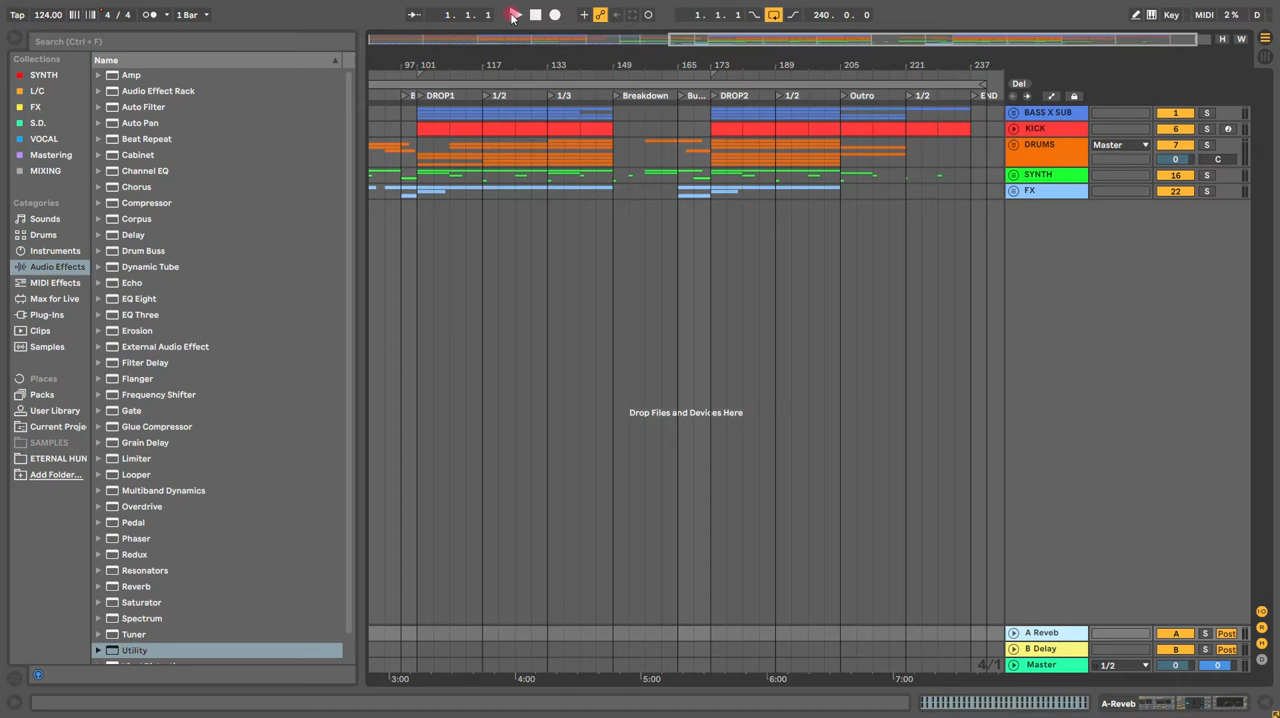 Tap 124.00 4 / 4 1 Bar 1. 1. 1 1. 1. 1 240. 0. 0 Key MIDI 2 % D
Search (Ctrl + F)
H W
Collections Name
97 101 117 133 149 165 173 189 205 221 237
SYNTH Amp
L/C Audio Effect Rack
FX Auto Filter
S.D. Auto Pan
VOCAL Beat Repeat
Mastering Cabinet
MIXING Channel EQ
Chorus
Categories Compressor
Sounds Corpus
Drums Delay
Instruments Drum Buss
Audio Effects Dynamic Tube
MIDI Effects Echo
Max for Live EQ Eight
Plug-Ins EQ Three
Clips Erosion
Samples External Audio Effect
Filter Delay
Places Flanger
Packs Frequency Shifter
User Library Gate
Current Proje Glue Compressor
SAMPLES Grain Delay
ETERNAL HUN Limiter
Add Folder... Looper
Multiband Dynamics
Overdrive
Pedal
Phaser
Redux
Resonators
Reverb
Saturator
Spectrum
Tuner
Utility
Del
B DROP1 1/2 1/3 Breakdown Bu... DROP2 1/2 Outro 1/2 END
BASS X SUB 1 S
KICK 6 S
DRUMS Master 7 S
0 C
SYNTH 16 S
FX 22 S
Drop Files and Devices Here
A Reverb A S Post
B Delay B S Post
4/1 Master 1/2 0 0
3:00 4:00 5:00 6:00 7:00
A-Reverb